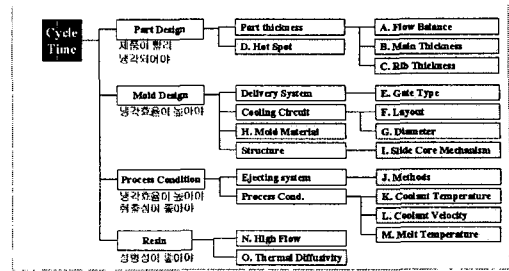 Cycle
Time
Part Design
제품이 빨리
냉각되어야
Part thickness
D. Hot Spot
A. Flow Balance
B. Main Thickness
C. Rib Thickness
Mold Design
냉각효율이 높아야
Delivery System
Cooling Circuit
H. Mold Material
Structure
E. Gate Type
F. Layout
G. Diameter
I. Slide Core Mechanism
Process Condition
냉각효율이 높아야
취출성이 좋아야
Ejecting system
Process Cond.
J. Methods
K. Coolant Temperature
L. Coolant Velocity
M. Melt Temperature
Resin
성형성이 좋아야
N. High Flow
O. Thermal Diffusivity